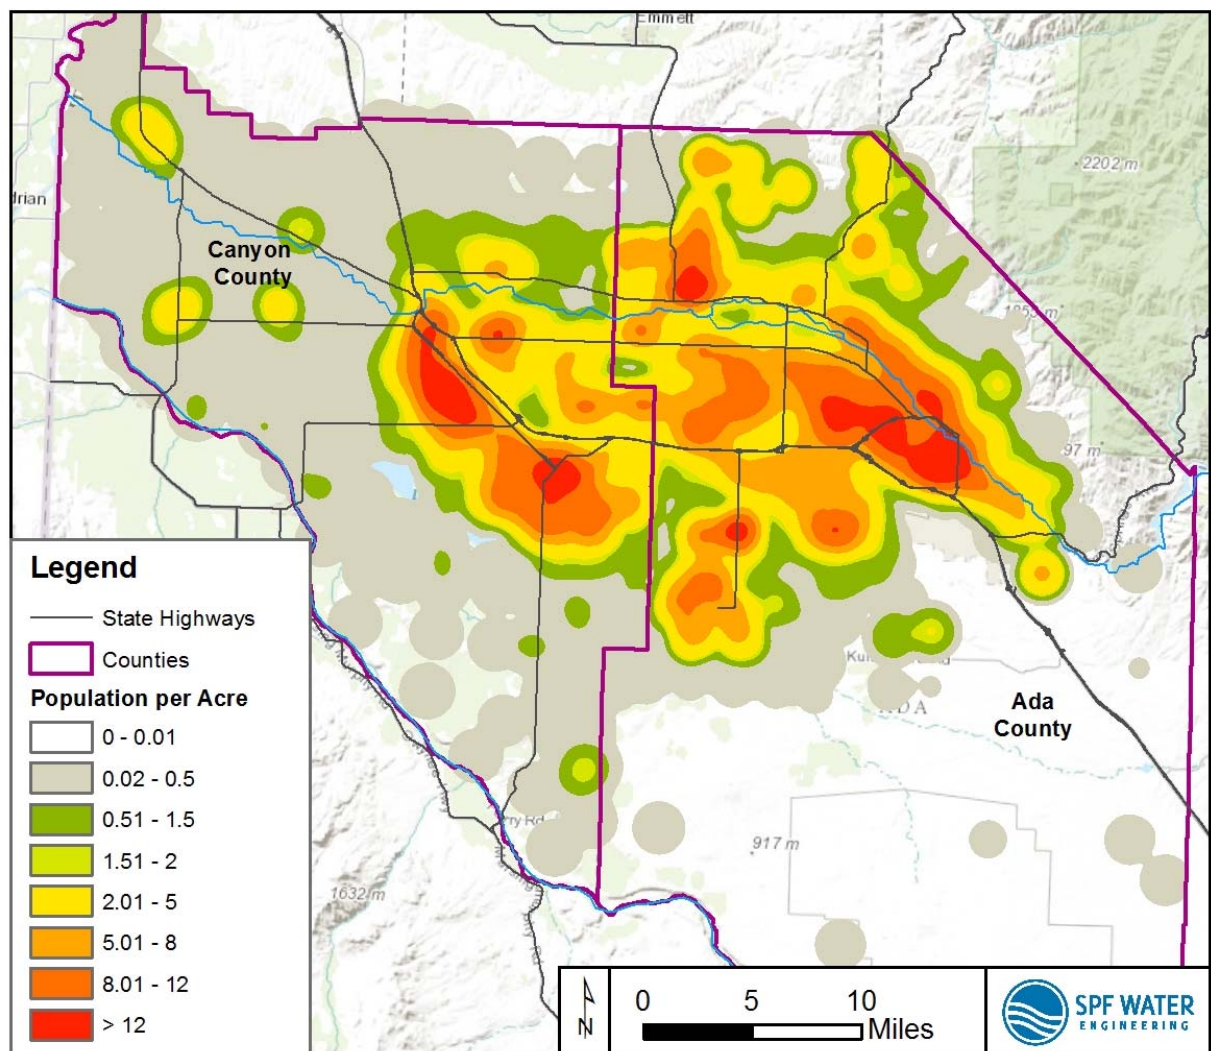 Emmett
2202 m
drian
Canyon
County
97 m
Legend
State Highways
Counties
Population per Acre
0 - 0.01
0.02 - 0.5
0.51 - 1.5
1.51 - 2
2.01 - 5
5.01 - 8
8.01 - 12
> 12
Ada
County
917 m
1632 m
N
0 5 10
Miles
SPF WATER
ENGINEERING